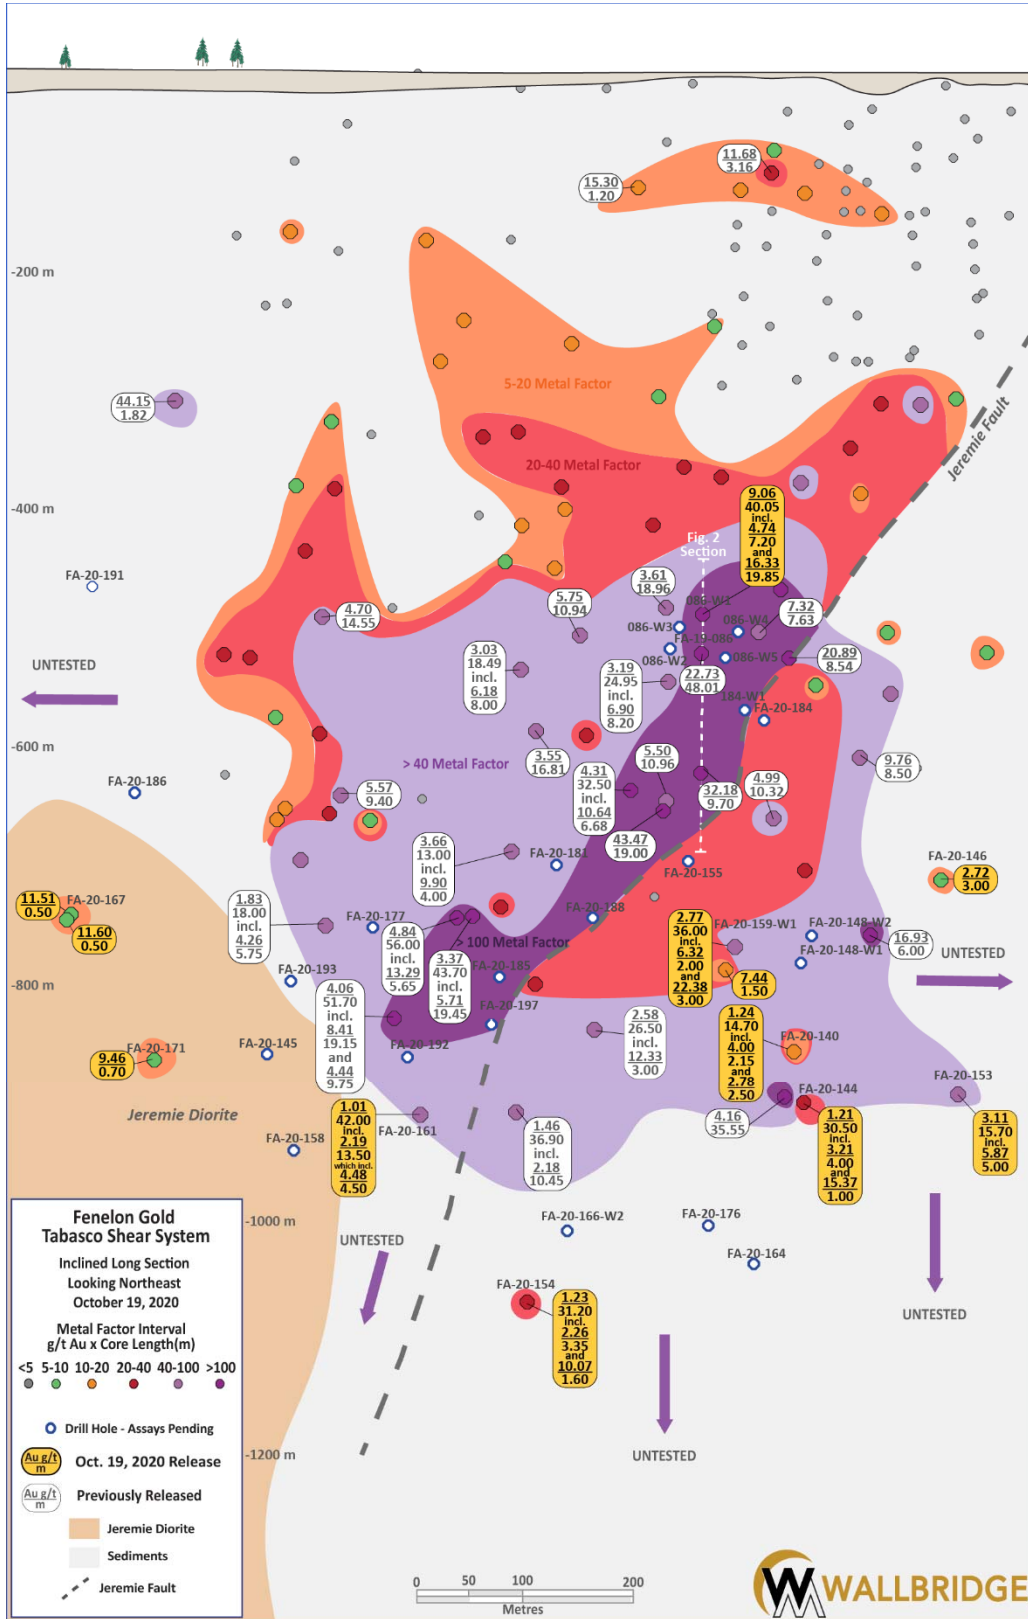 11.68
3.16
15.30
1.20
-200 m
5-20 Metal Factor
44.15
1.82
Jeremie Fault
20-40 Metal Factor
-400 m
9.06
40.05
incl.
4.74
7.20
and
16.33
19.85
Fig. 2
Section
FA-20-191
3.61
18.96
5.75
10.94
4.70
14.55
086-W1
086-W3
086-W4
7.32
7.63
FA-19-086
086-W2
086-W5
20.89
8.54
3.03
18.49
incl.
6.18
8.00
3.19
24.95
incl.
6.90
8.20
22.73
48.01
UNTESTED
184-W1
FA-20-184
-600 m
3.55
16.81
5.50
10.96
9.76
8.50
> 40 Metal Factor
4.31
32.50
incl.
10.64
6.68
32.18
9.70
4.99
10.32
FA-20-186
5.57
9.40
43.47
19.00
3.66
13.00
incl.
9.90
4.00
FA-20-181
FA-20-155
FA-20-146
2.72
3.00
11.51
0.50
FA-20-167
11.60
0.50
1.83
18.00
incl.
4.26
5.75
FA-20-177
4.84
56.00
incl.
13.29
5.65
> 100 Metal Factor
3.37
43.70
incl.
5.71
19.45
FA-20-188
2.77
36.00
incl.
6.32
2.00
and
22.38
3.00
FA-20-159-W1
FA-20-148-W2
FA-20-148-W1
16.93
6.00
UNTESTED
7.44
1.50
FA-20-193
FA-20-185
-800 m
4.06
51.70
incl.
8.41
19.15
and
4.44
9.75
FA-20-197
2.58
26.50
incl.
12.33
3.00
1.24
14.70
incl.
4.00
2.15
and
2.78
2.50
FA-20-140
FA-20-171
9.46
0.70
FA-20-145
FA-20-192
FA-20-144
FA-20-153
Jeremie Diorite
1.01
42.00
incl.
2.19
13.50
which incl.
4.48
4.50
FA-20-161
1.46
36.90
incl.
2.18
10.45
4.16
35.55
1.21
30.50
incl.
3.21
4.00
and
15.37
1.00
3.11
15.70
incl.
5.87
5.00
FA-20-158
-1000 m
FA-20-166-W2
FA-20-176
UNTESTED
FA-20-164
FA-20-154
1.23
31.20
incl.
2.26
3.35
and
10.07
1.60
UNTESTED
UNTESTED
-1200 m
Fenelon Gold
Tabasco Shear System
Inclined Long Section
Looking Northeast
October 19, 2020
Metal Factor Interval
g/t Au x Core Length(m)
<5 5-10 10-20 20-40 40-100 >100
Drill Hole - Assays Pending
Au g/t
m
Oct. 19, 2020 Release
Au g/t
m
Previously Released
Jeremie Diorite
Sediments
Jeremie Fault
0 50 100 200
Metres
WALLBRIDGE